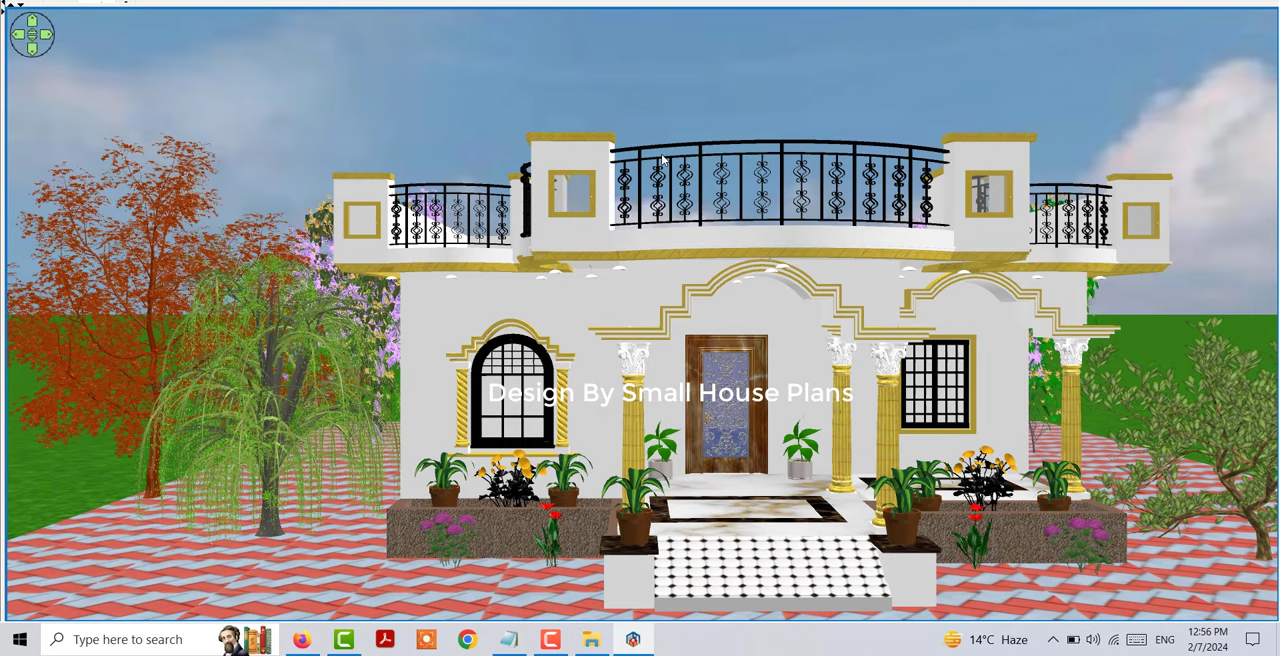 Design By Small House Plans
Type here to search
14°C Haze
ENG
12:56 PM
2/7/2024